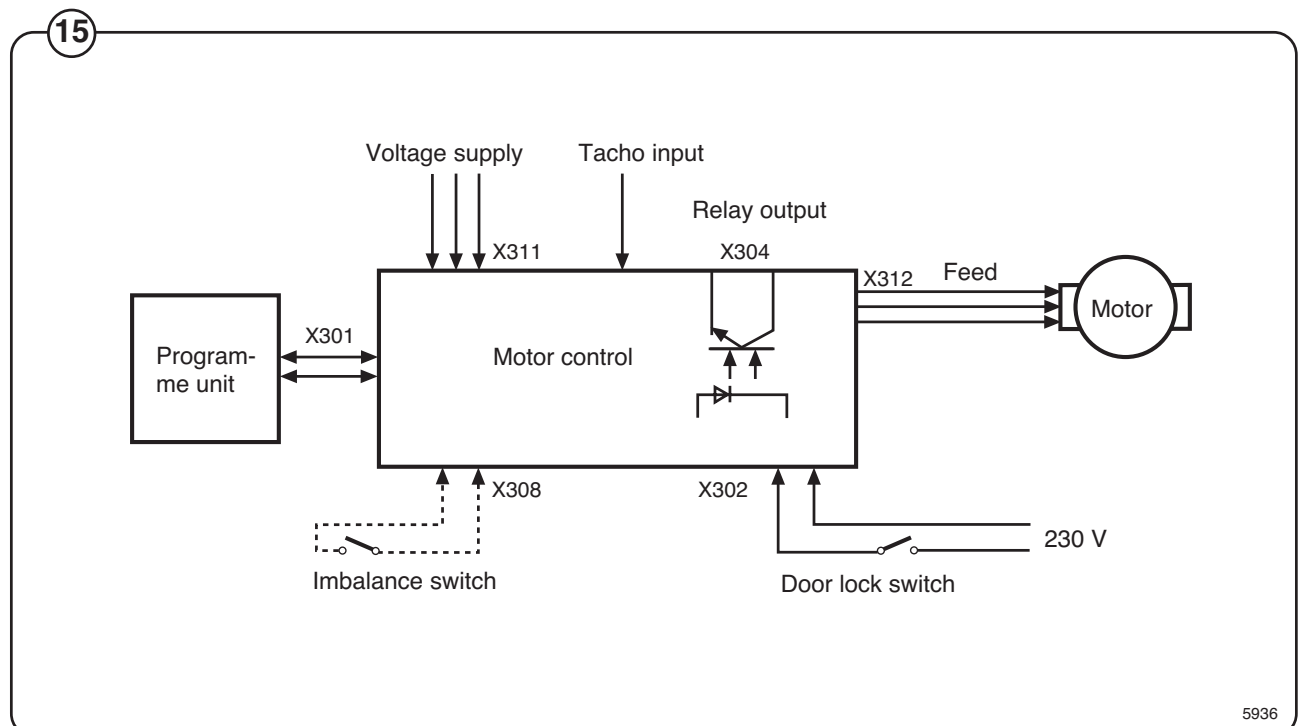 15
Voltage supply
Tacho input
Relay output
X311
X304
X312
Feed
Motor
X301
Program-
me unit
Motor control
X308
X302
230 V
Imbalance switch
Door lock switch
5936